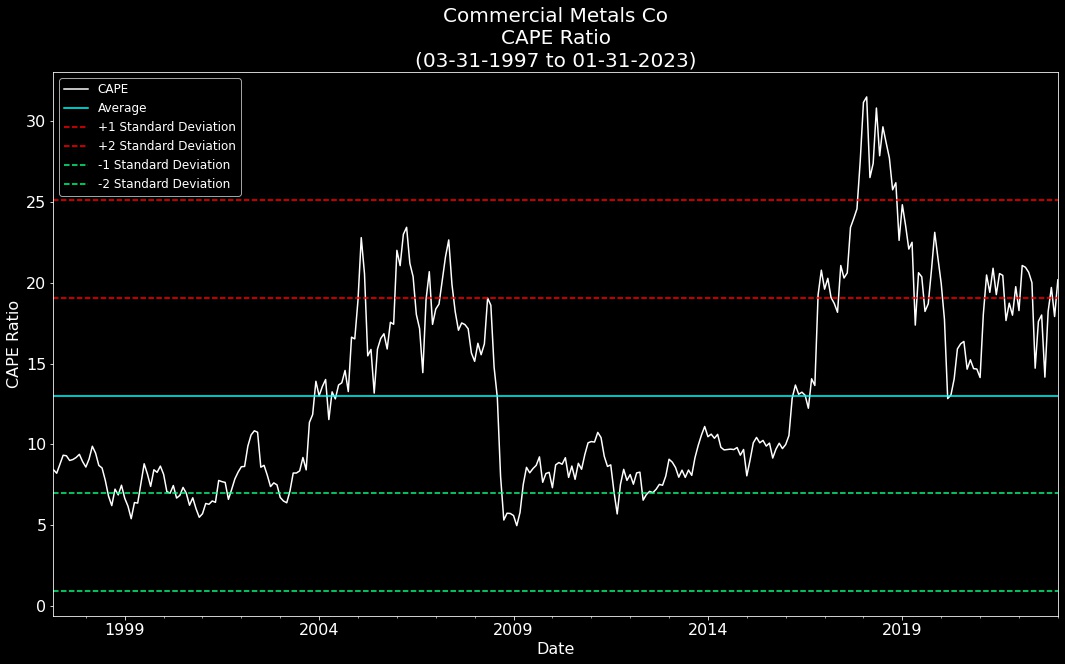 Commercial Metals Co
CAPE Ratio
(03-31-1997 to 01-31-2023)
CAPE
Average
+1 Standard Deviation
+2 Standard Deviation
-1 Standard Deviation
-2 Standard Deviation
30
25
20
15
10
5
0
CAPE Ratio
1999 2004 2009 2014 2019
Date